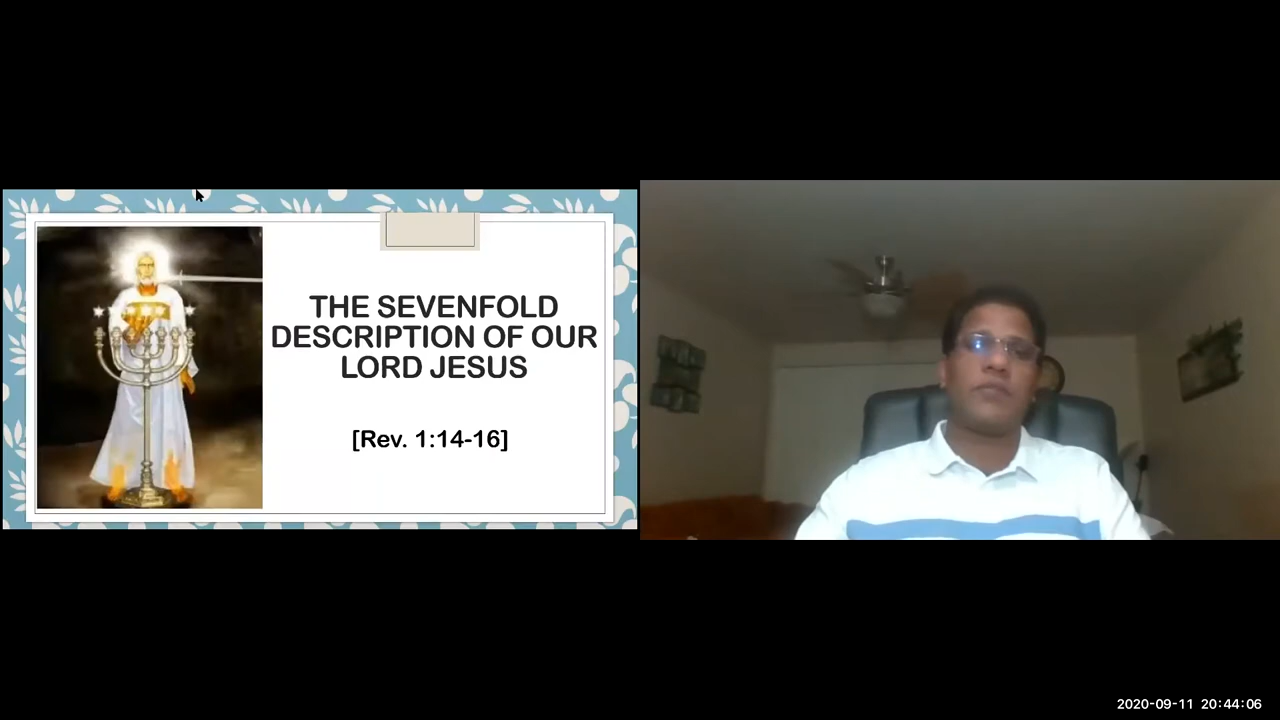 THE SEVENFOLD
DESCRIPTION OF OUR
LORD JESUS
[Rev. 1:14-16]
2020-09-11 20:44:06